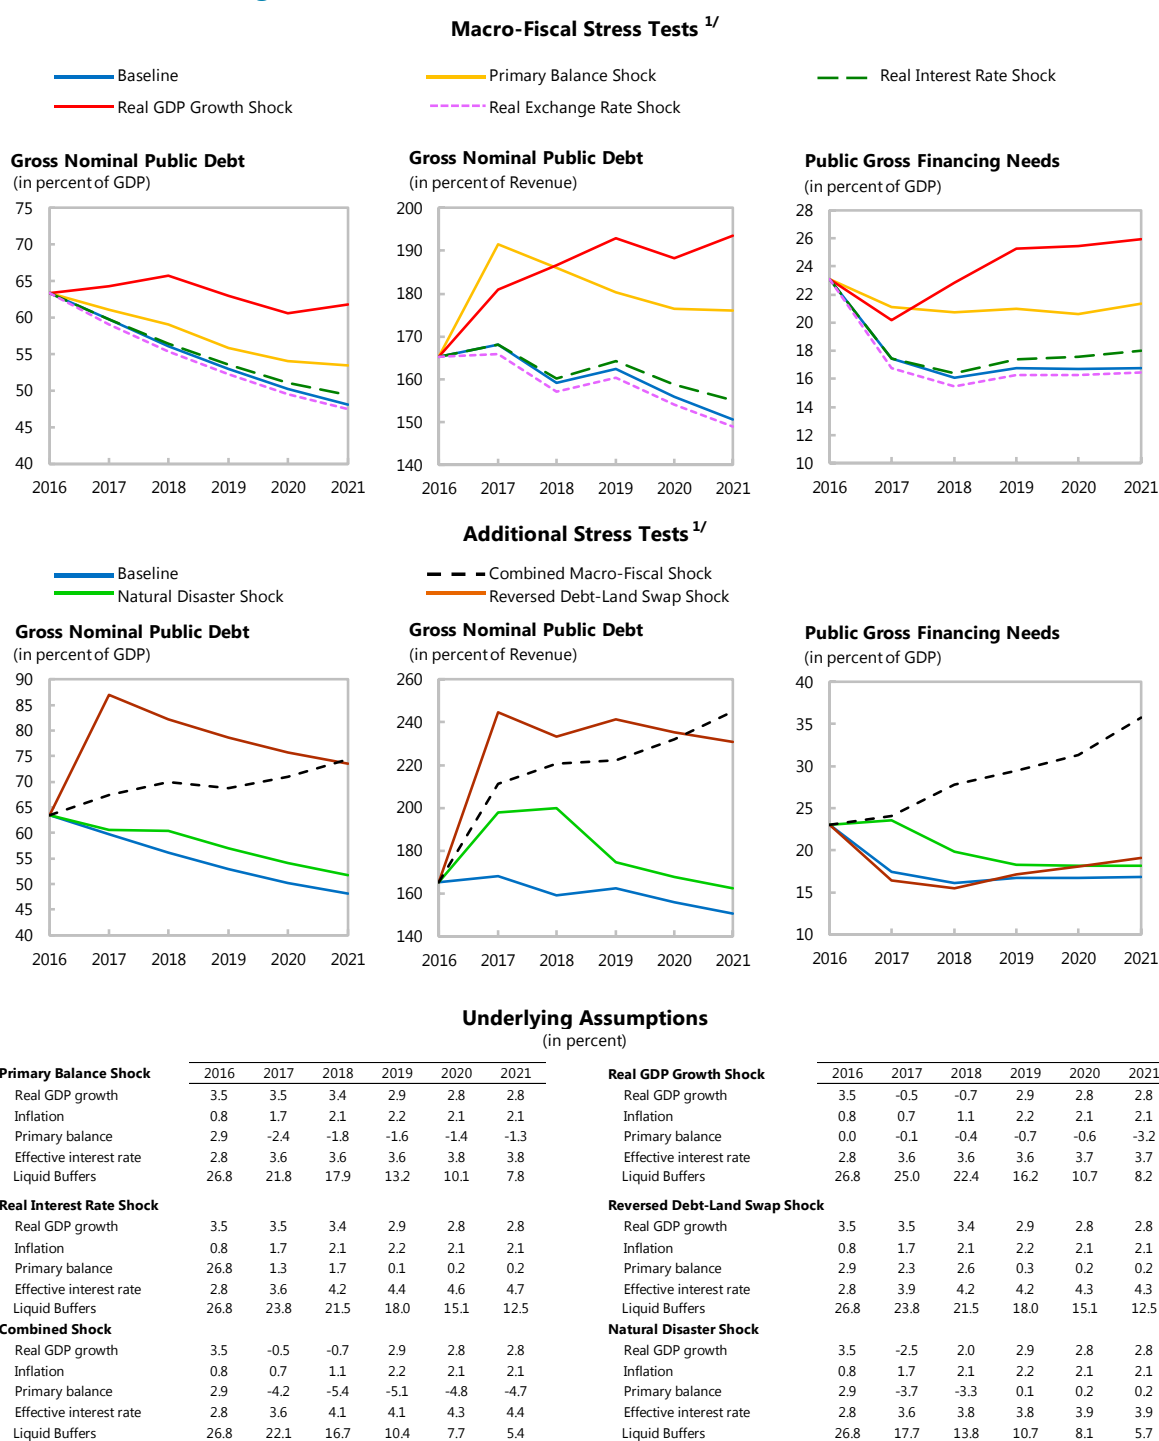 Macro-Fiscal Stress Tests 1/
Baseline Primary Balance Shock Real Interest Rate Shock
Real GDP Growth Shock Real Exchange Rate Shock
Gross Nominal Public Debt Gross Nominal Public Debt Public Gross Financing Needs
(in percent of GDP) (in percent of Revenue) (in percent of GDP)
75 200 28
70 190 26
65 180 24
60 170 22
55 160 20
50 150 18
45 140 16
40 14
12
10
2016 2017 2018 2019 2020 2021 2016 2017 2018 2019 2020 2021 2016 2017 2018 2019 2020 2021
Additional Stress Tests 1/
Baseline Combined Macro-Fiscal Shock
Natural Disaster Shock Reversed Debt-Land Swap Shock
Gross Nominal Public Debt Gross Nominal Public Debt Public Gross Financing Needs
(in percent of GDP) (in percent of Revenue) (in percent of GDP)
90 260 40
85 240 35
80 220 30
75 200 25
70 180 20
65 160 15
60 140 10
55
50
45
40
2016 2017 2018 2019 2020 2021 2016 2017 2018 2019 2020 2021 2016 2017 2018 2019 2020 2021
Underlying Assumptions
(in percent)
Primary Balance Shock 2016 2017 2018 2019 2020 2021 Real GDP Growth Shock 2016 2017 2018 2019 2020 2021
Real GDP growth 3.5 3.5 3.4 2.9 2.8 2.8 Real GDP growth 3.5 -0.5 -0.7 2.9 2.8 2.8
Inflation 0.8 1.7 2.1 2.2 2.1 2.1 Inflation 0.8 0.7 1.1 2.2 2.1 2.1
Primary balance 2.9 -2.4 -1.8 -1.6 -1.4 -1.3 Primary balance 0.0 -0.1 -0.4 -0.7 -0.6 -3.2
Effective interest rate 2.8 3.6 3.6 3.6 3.8 3.8 Effective interest rate 2.8 3.6 3.6 3.6 3.7 3.7
Liquid Buffers 26.8 21.8 17.9 13.2 10.1 7.8 Liquid Buffers 26.8 25.0 22.4 16.2 10.7 8.2
Real Interest Rate Shock Reversed Debt-Land Swap Shock
Real GDP growth 3.5 3.5 3.4 2.9 2.8 2.8 Real GDP growth 3.5 3.5 3.4 2.9 2.8 2.8
Inflation 0.8 1.7 2.1 2.2 2.1 2.1 Inflation 0.8 1.7 2.1 2.2 2.1 2.1
Primary balance 26.8 1.3 1.7 0.1 0.2 0.2 Primary balance 2.9 2.3 2.6 0.3 0.2 0.2
Effective interest rate 2.8 3.6 4.2 4.4 4.6 4.7 Effective interest rate 2.8 3.9 4.2 4.2 4.3 4.3
Liquid Buffers 26.8 23.8 21.5 18.0 15.1 12.5 Liquid Buffers 26.8 23.8 21.5 18.0 15.1 12.5
Combined Shock Natural Disaster Shock
Real GDP growth 3.5 -0.5 -0.7 2.9 2.8 2.8 Real GDP growth 3.5 -2.5 2.0 2.9 2.8 2.8
Inflation 0.8 0.7 1.1 2.2 2.1 2.1 Inflation 0.8 1.7 2.1 2.2 2.1 2.1
Primary balance 2.9 -4.2 -5.4 -5.1 -4.8 -4.7 Primary balance 2.9 -3.7 -3.3 0.1 0.2 0.2
Effective interest rate 2.8 3.6 4.1 4.1 4.3 4.4 Effective interest rate 2.8 3.6 3.8 3.8 3.9 3.9
Liquid Buffers 26.8 22.1 16.7 10.4 7.7 5.4 Liquid Buffers 26.8 17.7 13.8 10.7 8.1 5.7